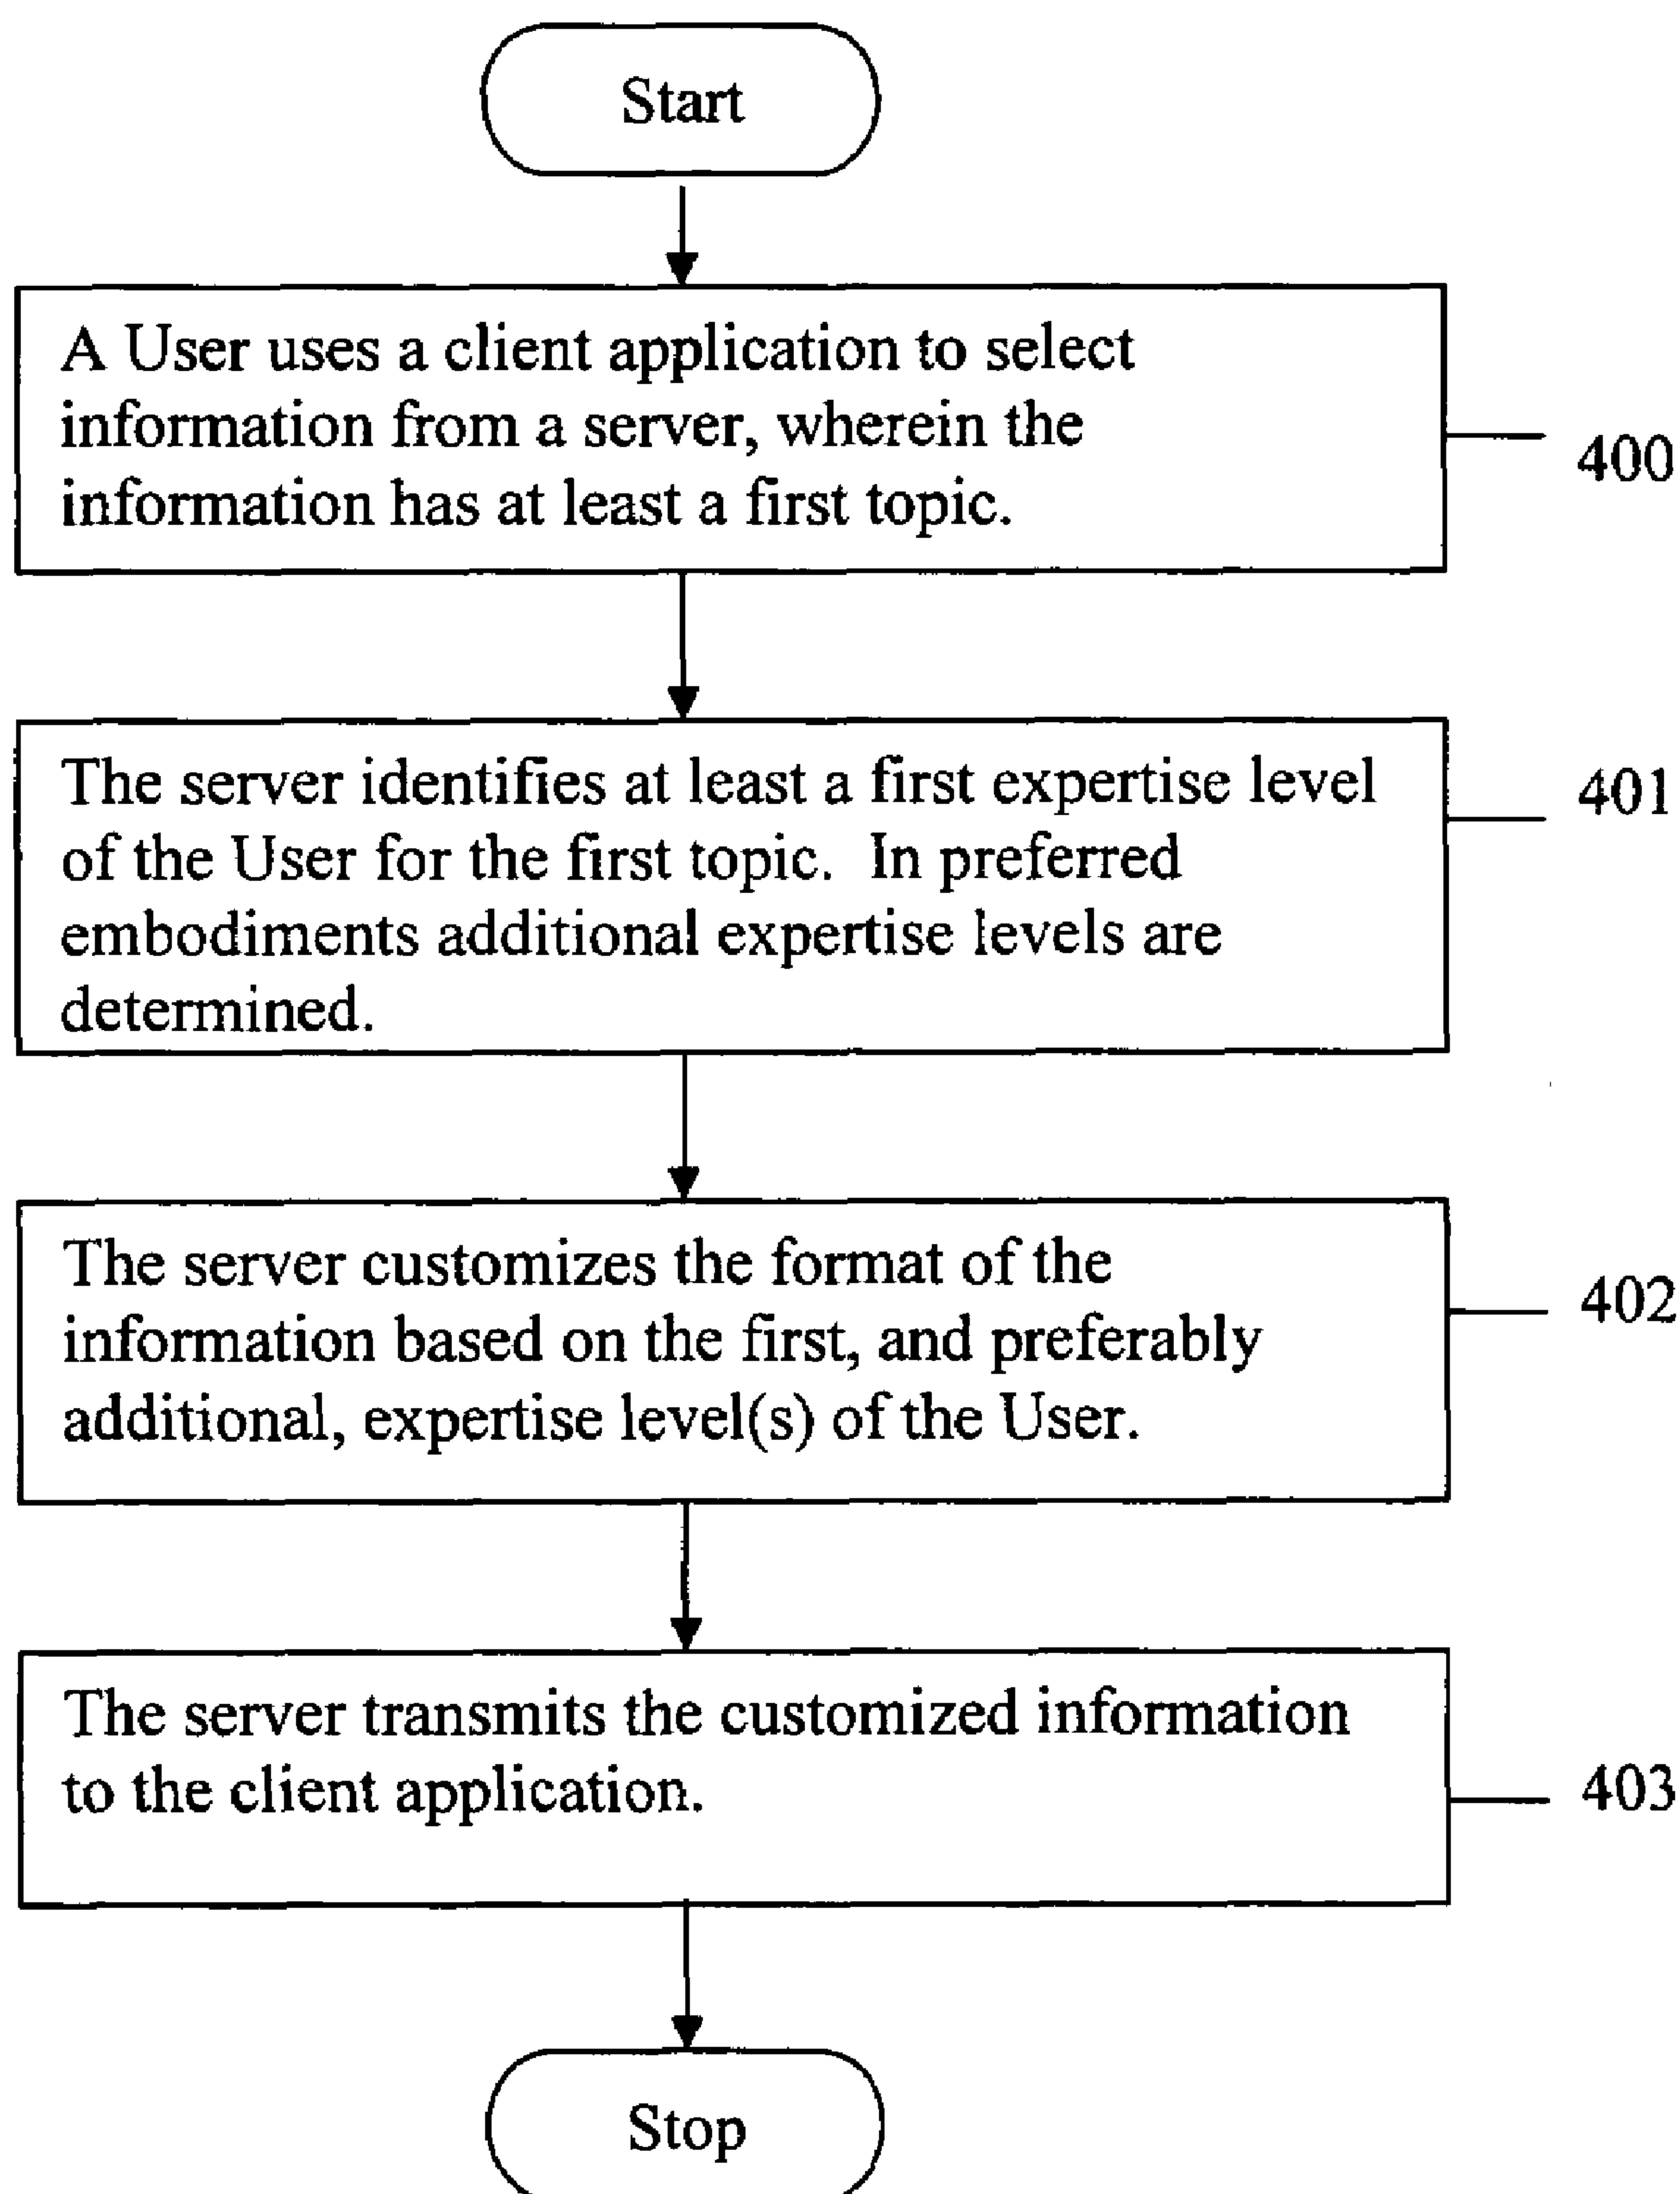 Start
A User uses a client application to select
information from a server, wherein the
information has at least a first topic.
400
The server identifies at least a first expertise level
of the User for the first topic.  In preferred
embodiments additional expertise levels are
determined.
401
The server customizes the format of the
information based on the first, and preferably
additional, expertise level(s) of the User.
402
The server transmits the customized information
to the client application.
403
Stop